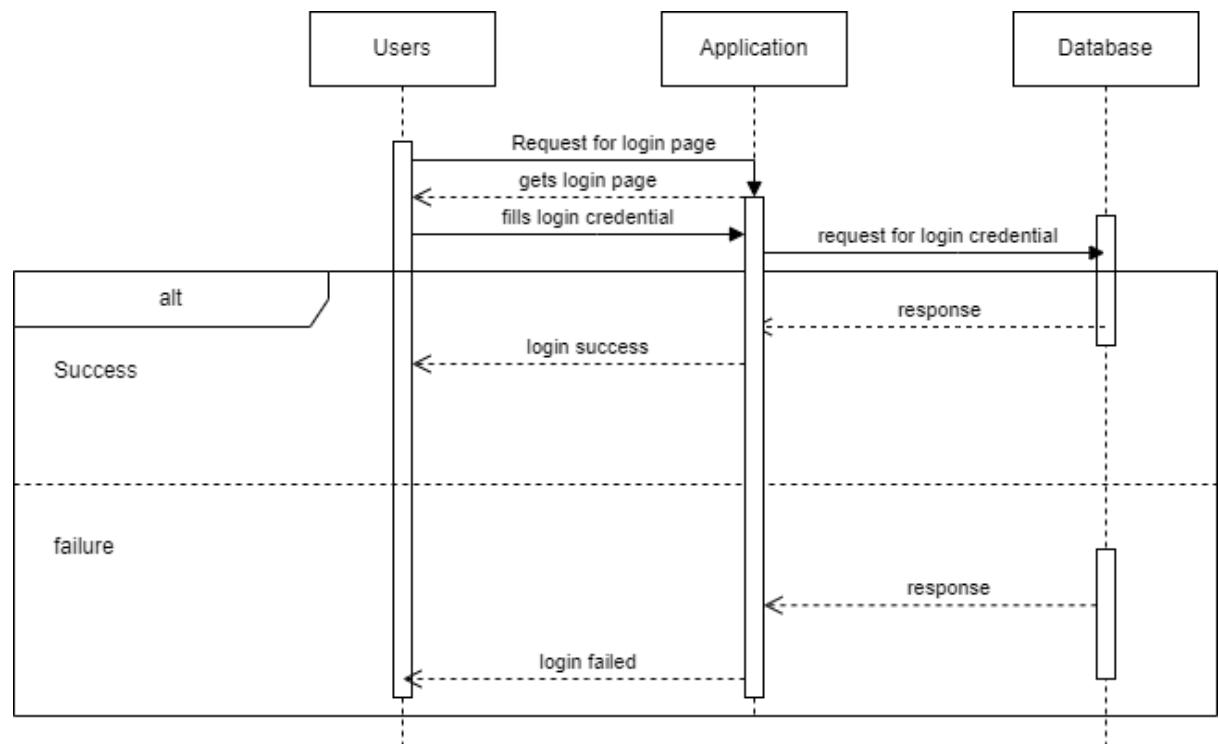 Users
Application
Database
Request for login page
gets login page
fills login credential
request for login credential
alt
response
login success
Success
failure
response
login failed